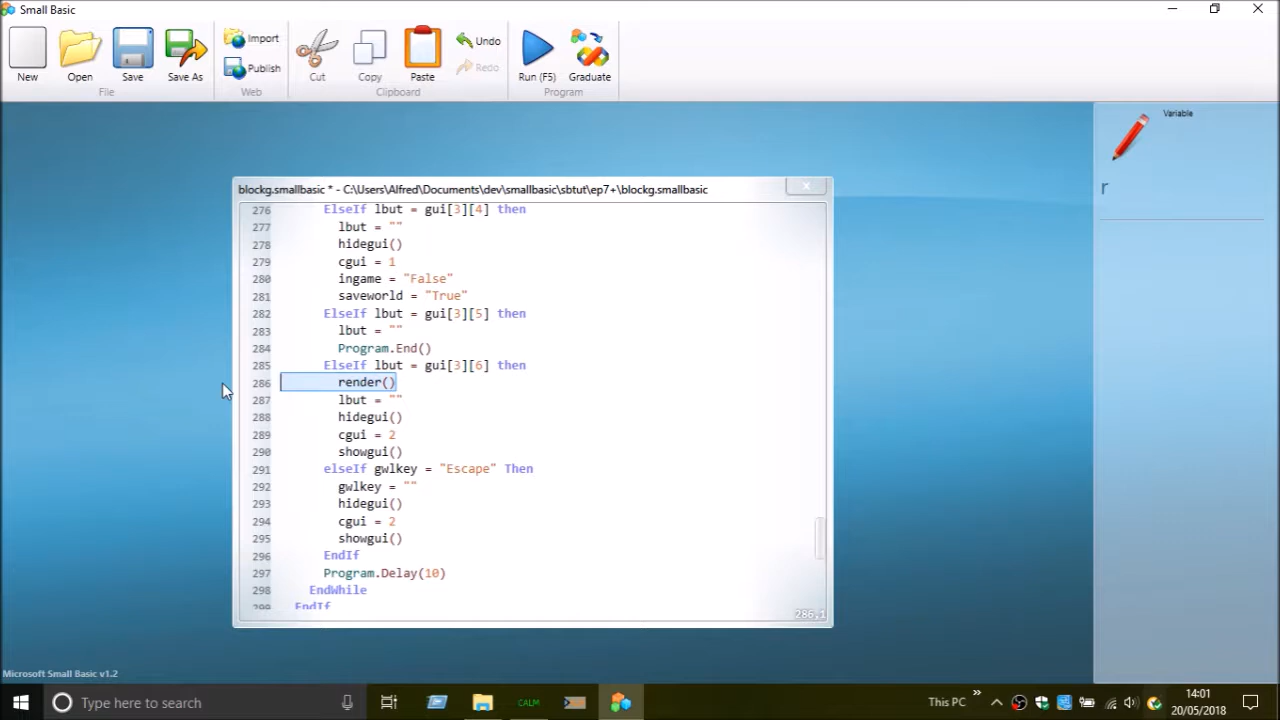 Small Basic
New
Open
Save
Save As
File
Import
Publish
Web
Cut
Copy
Paste
Undo
Redo
Clipboard
Run (F5)
Graduate
Program
Variable
r
blockg.smallbasic * - C:\Users\Alfred\Documents\dev\smallbasic\sbtut\ep7+\blockg.smallbasic
276 ElseIf lbut = gui[3][4] then
277 lbut = ""
278 hidegui()
279 cgui = 1
280 ingame = "False"
281 saveworld = "True"
282 ElseIf lbut = gui[3][5] then
283 lbut = ""
284 Program.End()
285 ElseIf lbut = gui[3][6] then
286 render()
287 lbut = ""
288 hidegui()
289 cgui = 2
290 showgui()
291 elseIf gwlkey = "Escape" Then
292 gwlkey = ""
293 hidegui()
294 cgui = 2
295 showgui()
296 EndIf
297 Program.Delay(10)
298 EndWhile
299 EndIf
286,1
Microsoft Small Basic v1.2
Type here to search
CALM
This PC
14:01
20/05/2018